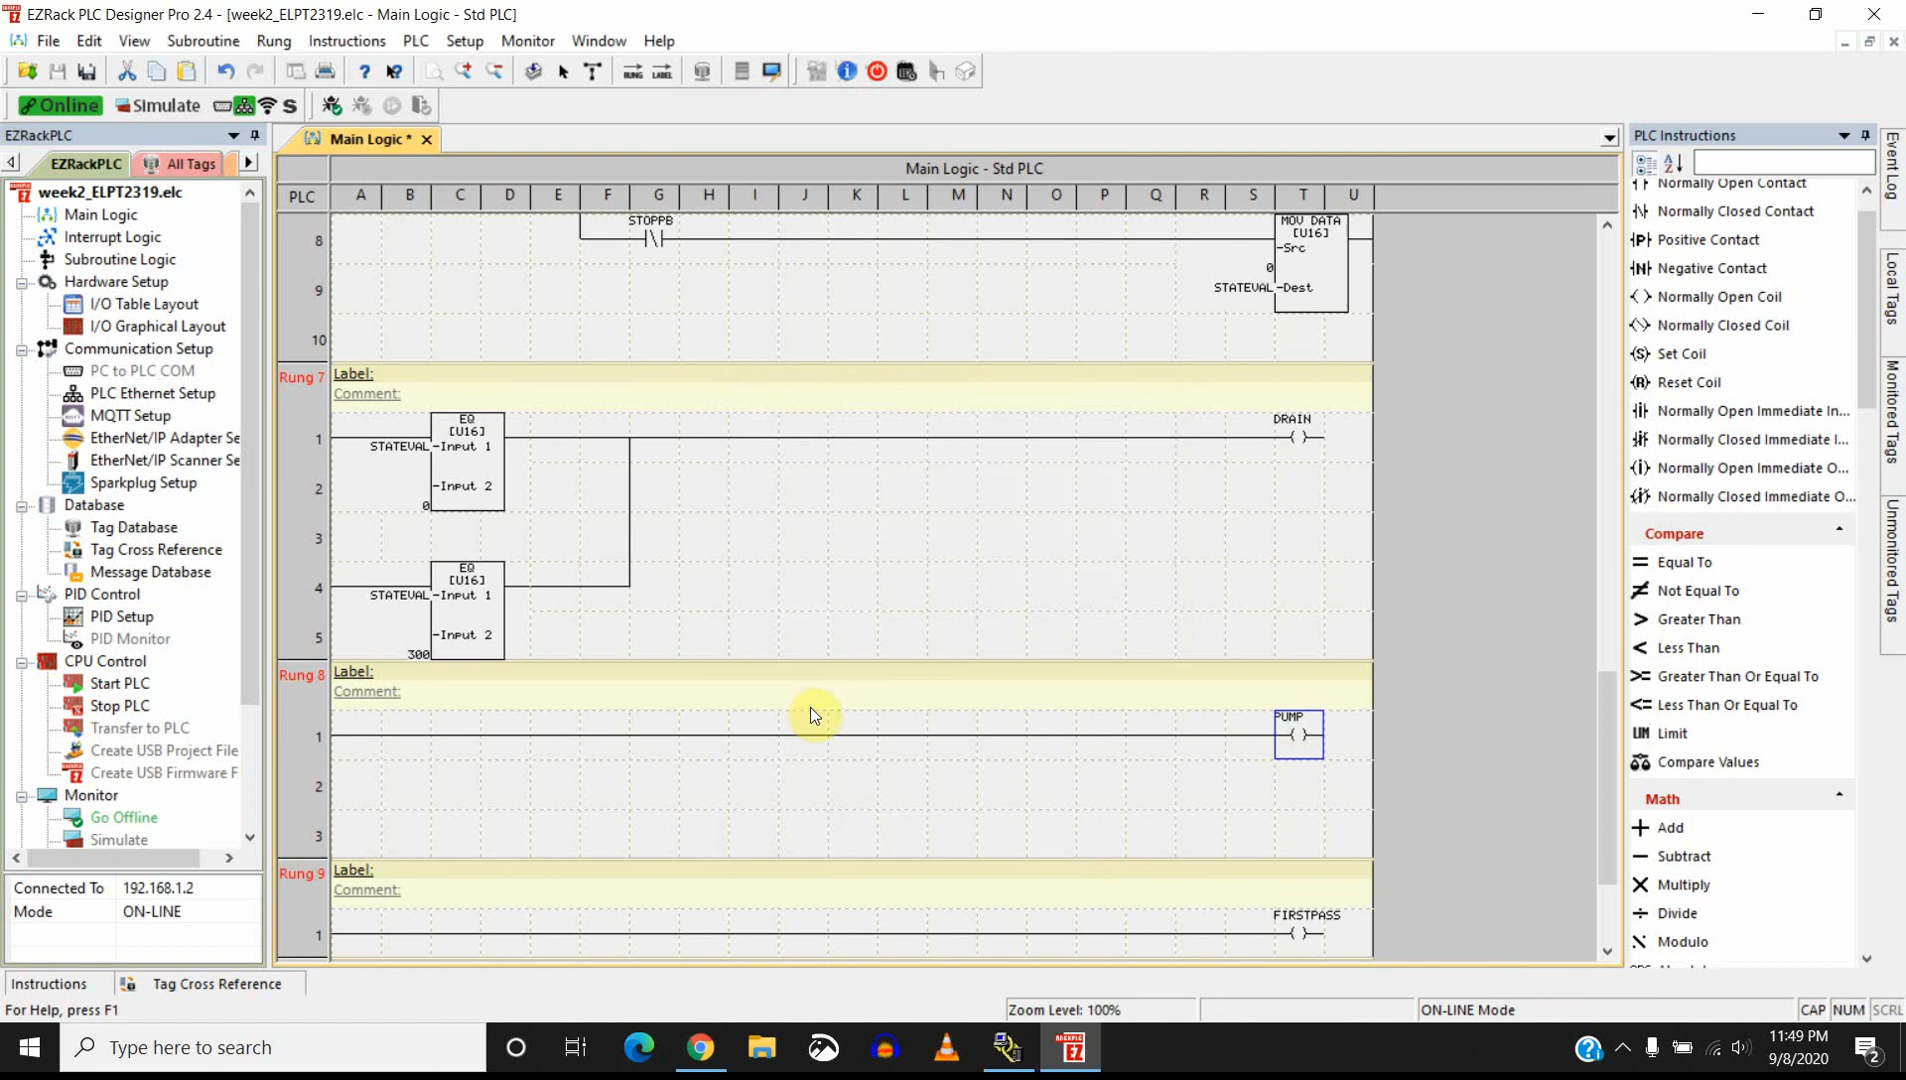 EZRack PLC Designer Pro 2.4 - [week2_ELPT2319.elc - Main Logic - Std PLC]
File Edit View Subroutine Rung Instructions PLC Setup Monitor Window Help
RUNG LABEL
Online Simulate S
EZRackPLC
EZRackPLC All Tags
week2_ELPT2319.elc
Main Logic
Interrupt Logic
Subroutine Logic
Hardware Setup
I/O Table Layout
I/O Graphical Layout
Communication Setup
PC to PLC COM
PLC Ethernet Setup
MQTT Setup
EtherNet/IP Adapter Se
EtherNet/IP Scanner Se
Sparkplug Setup
Database
Tag Database
Tag Cross Reference
Message Database
PID Control
PID Setup
PID Monitor
CPU Control
Start PLC
Stop PLC
Transfer to PLC
Create USB Project File
Create USB Firmware F
Monitor
Go Offline
Simulate
Connected To 192.168.1.2
Mode ON-LINE
Main Logic *
Main Logic - Std PLC
PLC A B C D E F G H I J K L M N O P Q R S T U
STOPPB
MOV DATA
[U16]
8
-Src
0
9
STATEVAL -Dest
10
Rung 7 Label:
Comment:
EQ
[U16]
DRAIN
1
STATEVAL -Input 1
2
-Input 2
0
3
EQ
[U16]
4
STATEVAL -Input 1
5
-Input 2
300
Rung 8 Label:
Comment:
PUMP
1
2
3
Rung 9 Label:
Comment:
FIRSTPASS
1
PLC Instructions
Normally Open Contact
Normally Closed Contact
Positive Contact
Negative Contact
Normally Open Coil
Normally Closed Coil
Set Coil
Reset Coil
Normally Open Immediate In...
Normally Closed Immediate I...
Normally Open Immediate O...
Normally Closed Immediate O...
Compare
Equal To
Not Equal To
Greater Than
Less Than
Greater Than Or Equal To
Less Than Or Equal To
LIM Limit
Compare Values
Math
Add
Subtract
Multiply
Divide
Modulo
Event Log
Local Tags
Monitored Tags
Unmonitored Tags
Instructions Tag Cross Reference
For Help, press F1 Zoom Level: 100% ON-LINE Mode CAP NUM SCRL
Type here to search
11:49 PM
9/8/2020
2